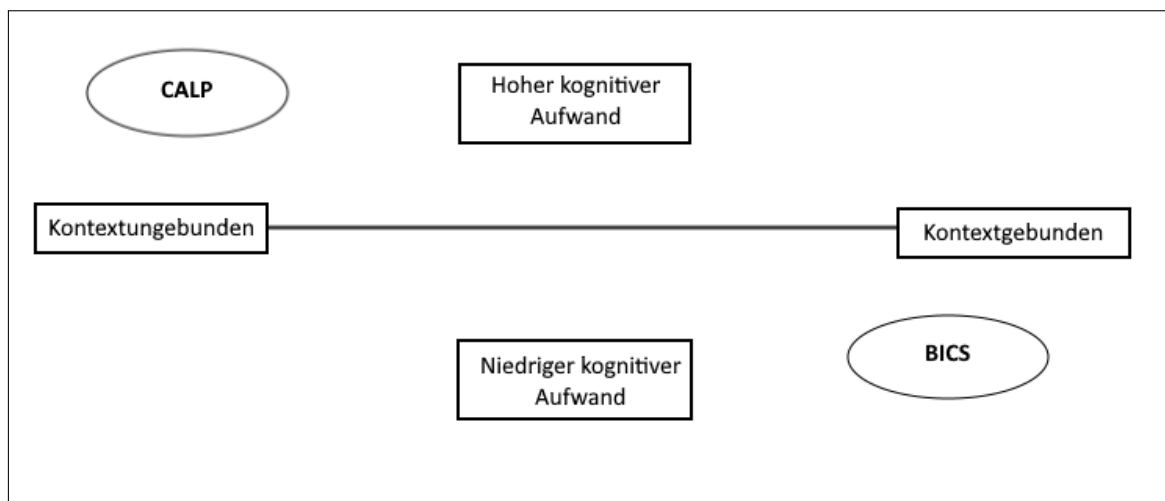 CALP
Hoher kognitiver
Aufwand
Kontextungebunden
Kontextgebunden
Niedriger kognitiver
Aufwand
BICS